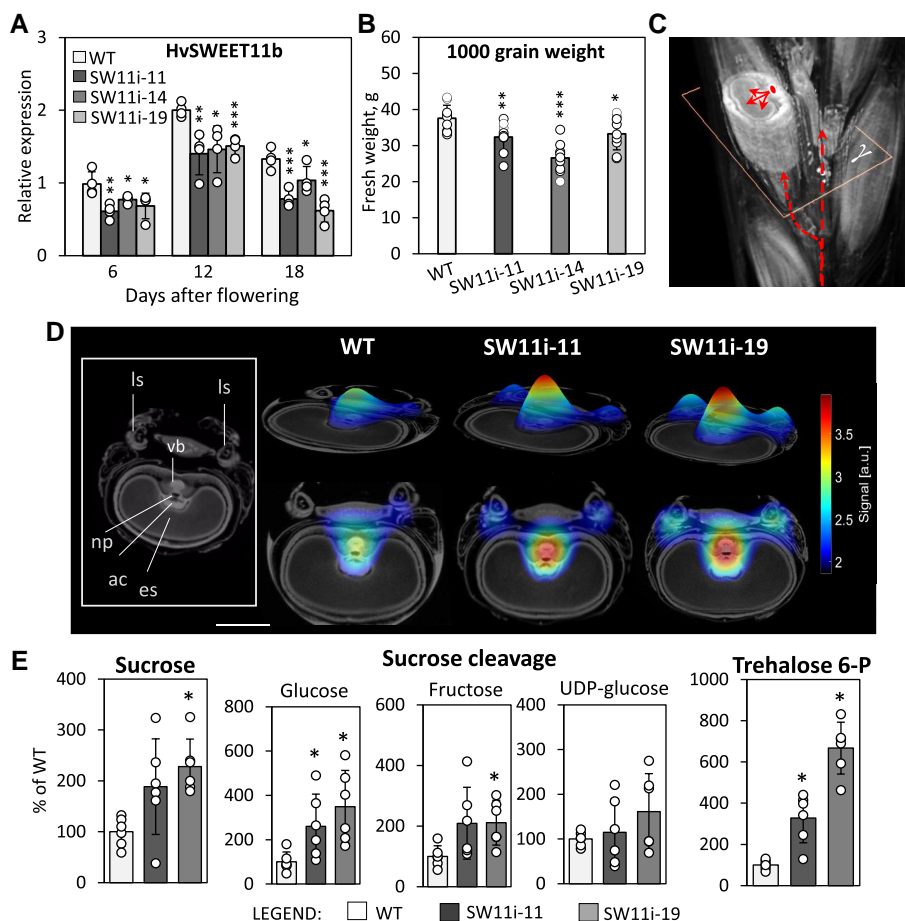 A
HvSWEET11b
WT
SW11i-11
SW11i-14
SW11i-19
Relative expression
3
2
1
0
** * *
** * ***
*** * ***
6 12 18
Days after flowering
B
1000 grain weight
Fresh weight, g
60
50
40
30
20
10
0
** *** *
WT SW11i-11 SW11i-14 SW11i-19
C
D
WT SW11i-11 SW11i-19
ls ls
vb
np
ac
es
3.5
3
2.5
2
Signal [a.u.]
E
Sucrose
% of WT
400
300
200
100
0
*
Sucrose cleavage
Glucose
800
600
400
200
0
* *
Fructose
600
400
200
0
*
UDP-glucose
400
300
200
100
0
Trehalose 6-P
1000
800
600
400
200
0
* *
LEGEND: WT SW11i-11 SW11i-19